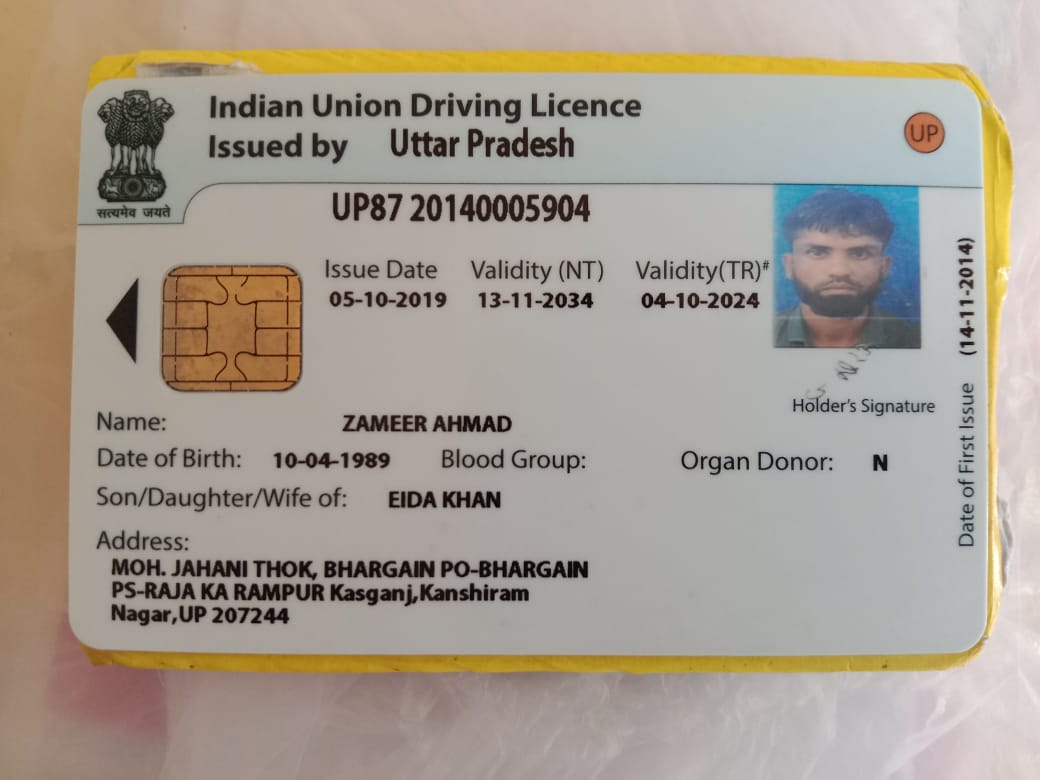 Indian Union Driving Licence
Issued by Uttar Pradesh
UP
सत्यमेव जयते
UP87 20140005904
Issue Date Validity (NT) Validity(TR)#
05-10-2019 13-11-2034 04-10-2024
Holder's Signature
Date of First Issue (14-11-2014)
Name: ZAMEER AHMAD
Date of Birth: 10-04-1989 Blood Group: Organ Donor: N
Son/Daughter/Wife of: EIDA KHAN
Address:
MOH. JAHANI THOK, BHARGAIN PO-BHARGAIN
PS-RAJA KA RAMPUR Kasganj,Kanshiram
Nagar,UP 207244